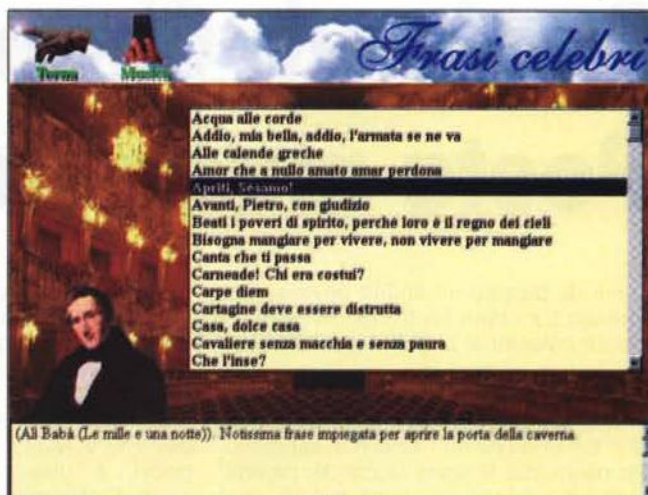 Torna Musica
Frasi celebri
Acqua alle corde
Addio, mia bella, addio, l'armata se ne va
Alle calende greche
Amor che a nullo amato amar perdona
Apriti, Sesamo!
Avanti, Pietro, con giudizio
Beati i poveri di spirito, perché loro è il regno dei cieli
Bisogna mangiare per vivere, non vivere per mangiare
Canta che ti passa
Carneade! Chi era costui?
Carpe diem
Cartagine deve essere distrutta
Casa, dolce casa
Cavaliere senza macchia e senza paura
Che l'inse?
(Alì Babà (Le mille e una notte)). Notissima frase impiegata per aprire la porta della caverna.